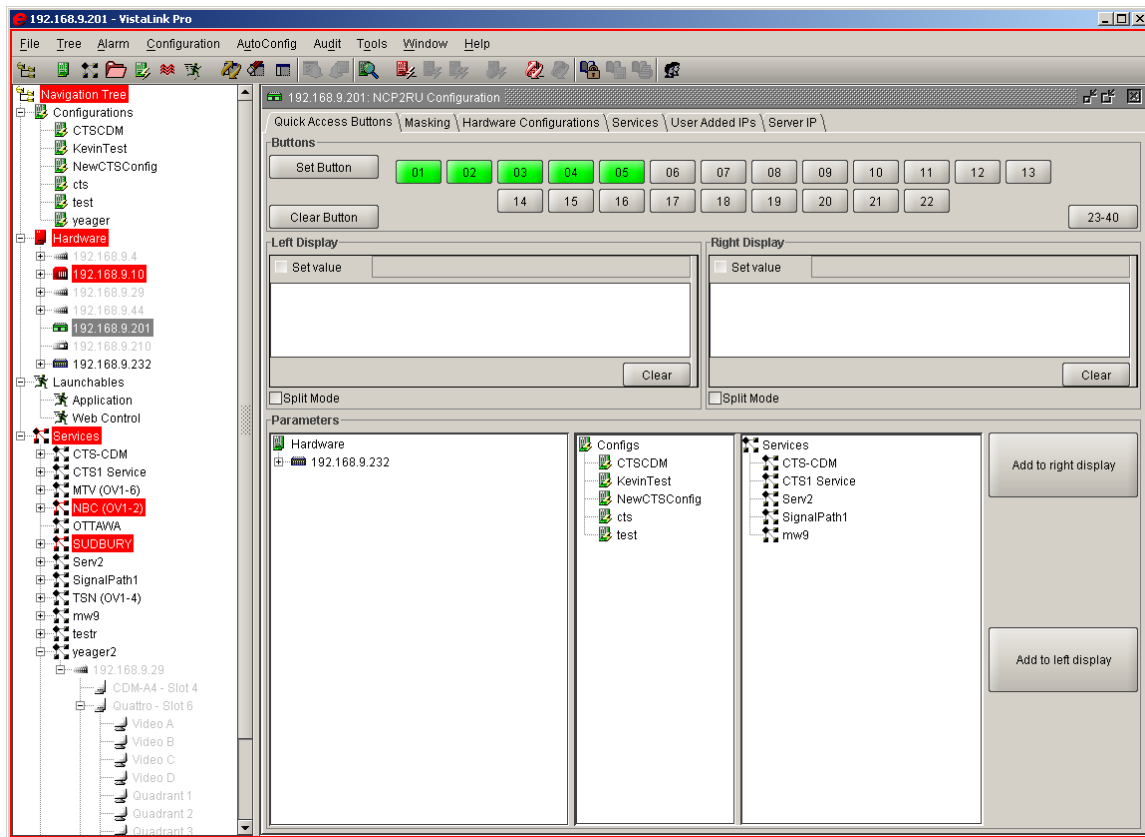 192.168.9.201 - VistaLink Pro
File Tree Alarm Configuration AutoConfig Audit Tools Window Help
Navigation Tree
Configurations
CTSCDM
KevinTest
NewCTSConfig
cts
test
yeager
Hardware
192.168.9.4
192.168.9.10
192.168.9.29
192.168.9.44
192.168.9.201
192.168.9.210
192.168.9.232
Launchables
Application
Web Control
Services
CTS-CDM
CTS1 Service
MTV (OV1-6)
NBC (OV1-2)
OTTAWA
SUDBURY
Serv2
SignalPath1
TSN (OV1-4)
mw9
testr
yeager2
192.168.9.29
CDM-A4 - Slot 4
Quattro - Slot 6
Video A
Video B
Video C
Video D
Quadrant 1
Quadrant 2
Quadrant 3
192.168.9.201: NCP2RU Configuration
Quick Access Buttons Masking Hardware Configurations Services User Added IPs Server IP
Buttons
Set Button 01 02 03 04 05 06 07 08 09 10 11 12 13
14 15 16 17 18 19 20 21 22
Clear Button 23-40
Left Display
Set value
Clear
Split Mode
Right Display
Set value
Clear
Split Mode
Parameters
Hardware
192.168.9.232
Configs
CTSCDM
KevinTest
NewCTSConfig
cts
test
Services
CTS-CDM
CTS1 Service
Serv2
SignalPath1
mw9
Add to right display
Add to left display